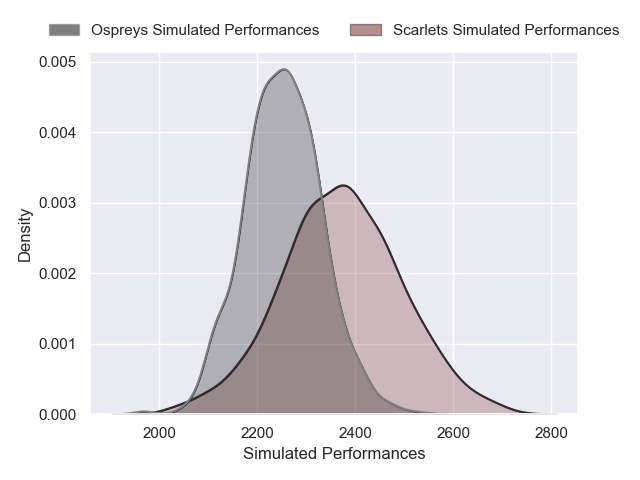 Ospreys Simulated Performances Scarlets Simulated Performances
0.005
0.004
0.003
0.002
0.001
0.000
Density
2000 2200 2400 2600 2800
Simulated Performances